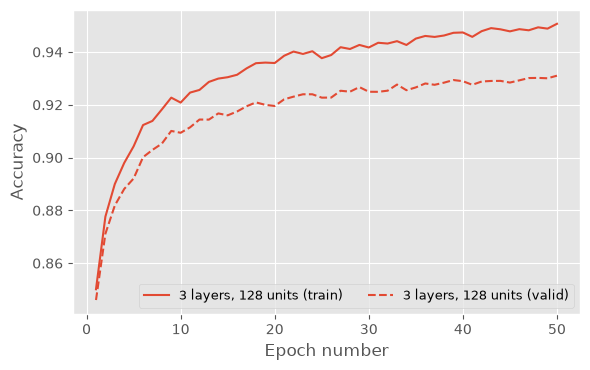 0.94
0.92
0.90
0.88
0.86
Accuracy
3 layers, 128 units (train) 3 layers, 128 units (valid)
0 10 20 30 40 50
Epoch number